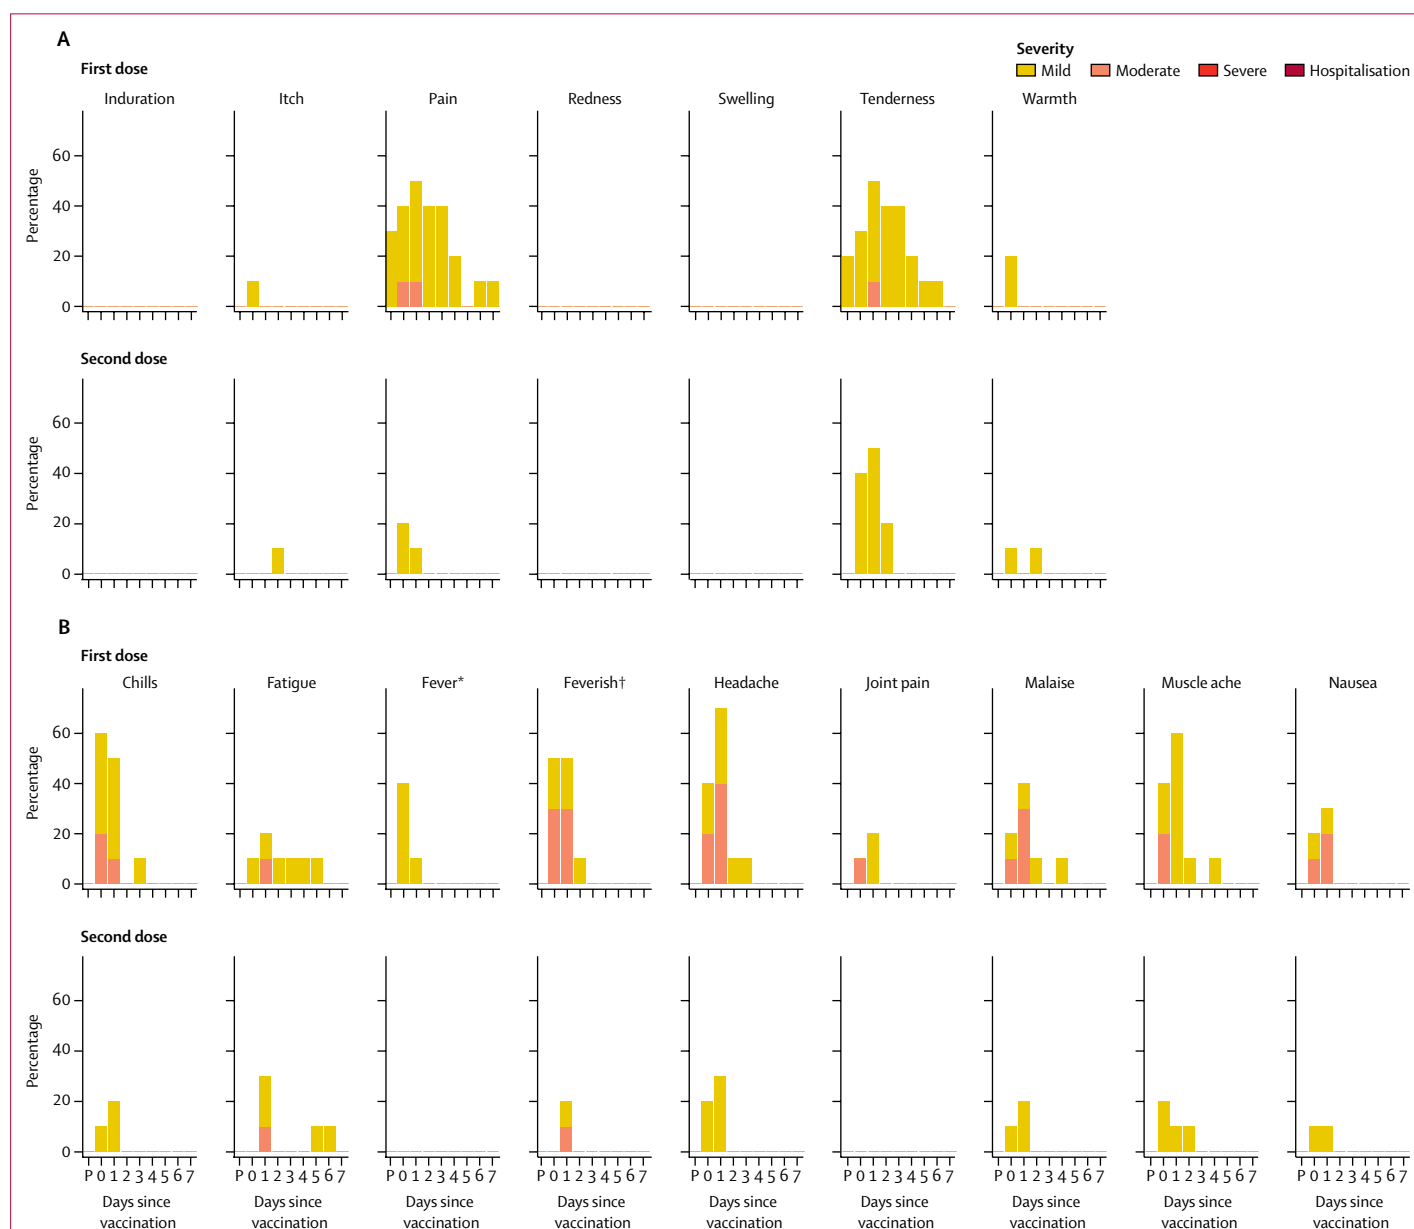 A
Severity
First dose
Mild Moderate Severe Hospitalisation
Induration Itch Pain Redness Swelling Tenderness Warmth
Percentage
60
40
20
0
Second dose
Percentage
60
40
20
0
B
First dose
Chills Fatigue Fever* Feverish† Headache Joint pain Malaise Muscle ache Nausea
Percentage
60
40
20
0
Second dose
Percentage
60
40
20
0
P 0 1 2 3 4 5 6 7 P 0 1 2 3 4 5 6 7 P 0 1 2 3 4 5 6 7 P 0 1 2 3 4 5 6 7 P 0 1 2 3 4 5 6 7 P 0 1 2 3 4 5 6 7 P 0 1 2 3 4 5 6 7 P 0 1 2 3 4 5 6 7 P 0 1 2 3 4 5 6 7
Days since Days since Days since Days since Days since Days since Days since Days since Days since
vaccination vaccination vaccination vaccination vaccination vaccination vaccination vaccination vaccination